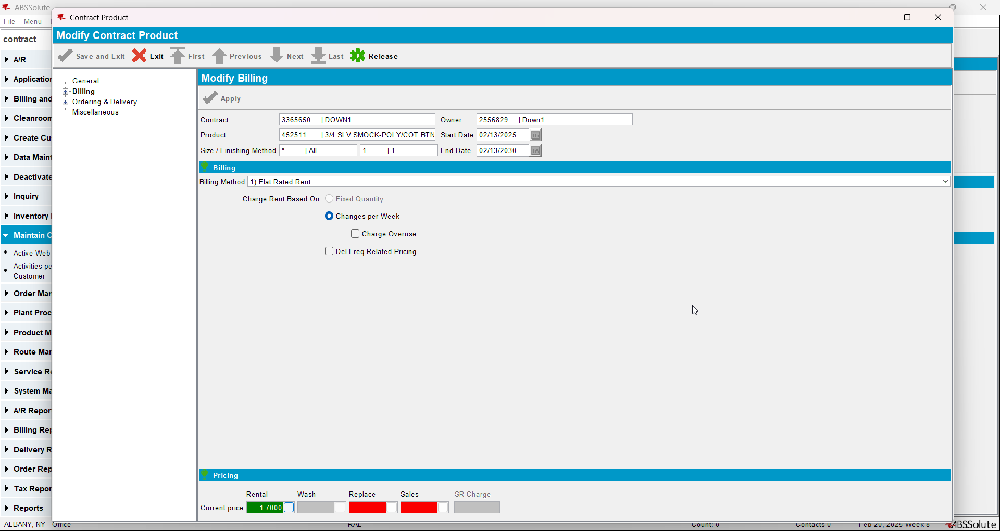 ABSSolute
File Menu
Contract Product
Modify Contract Product
contract
Save and Exit Exit First Previous Next Last Release
A/R
General
Billing
Ordering & Delivery
Miscellaneous
Modify Billing
Apply
Contract 3365650 | DOWN1 Owner 2556829 | Down1
Product 452511 | 3/4 SLV SMOCK-POLY/COT BTN Start Date 02/13/2025 16
Size / Finishing Method * | All 1 | 1 End Date 02/13/2030 16
Billing
Billing Method 1) Flat Rated Rent
Charge Rent Based On Fixed Quantity
Changes per Week
Charge Overuse
Del Freq Related Pricing
Pricing
Rental Wash Replace Sales SR Charge
Current price 1.7000 ... ... ... ...
Application
Billing and
Cleanroom
Create Cu
Data Maint
Deactivate
Inquiry
Inventory
Maintain C
Active Web
Activities pe
Customer
Order Mar
Plant Proc
Product M
Route Mar
Service Re
System Ma
A/R Repor
Billing Rep
Delivery R
Order Rep
Tax Repor
Reports
ALBANY, NY - Office RAL Count: 0 Contacts 0 Feb 20, 2025 Week 8 ABSSolute